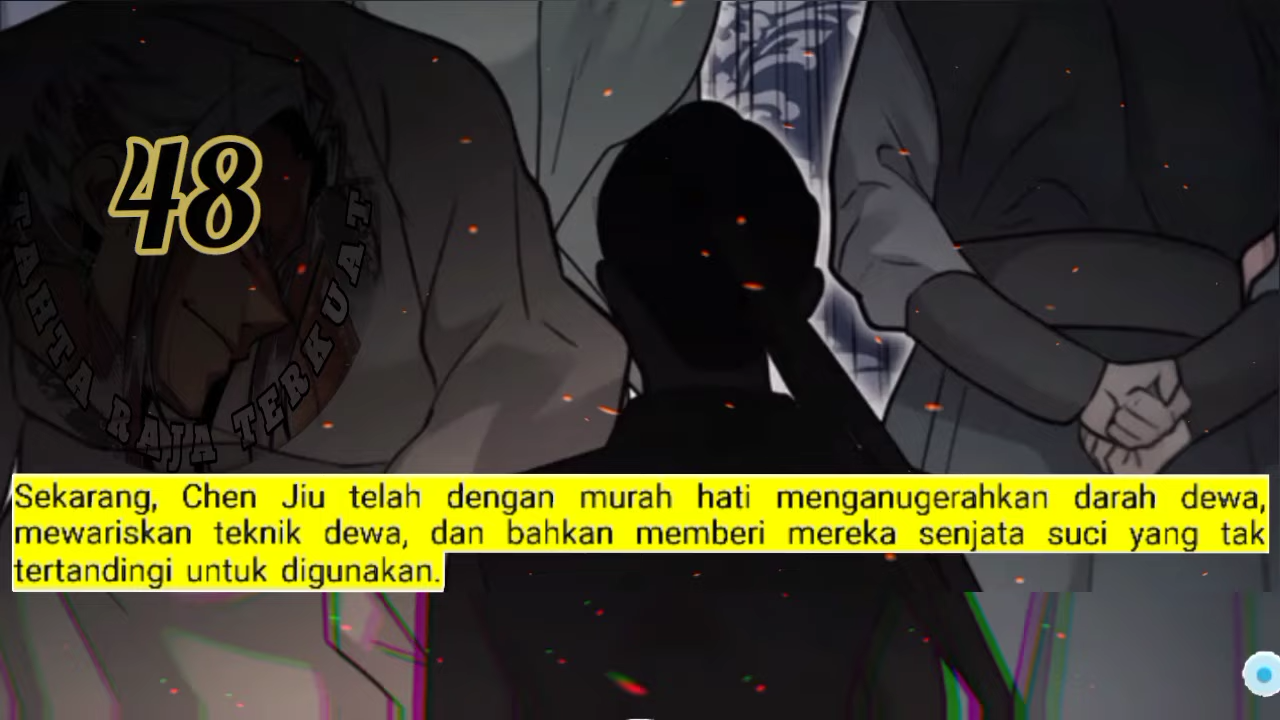 48
TAHTA RAJA TERKUAT
Sekarang, Chen Jiu telah dengan murah hati menganugerahkan darah dewa,
mewariskan teknik dewa, dan bahkan memberi mereka senjata suci yang tak
tertandingi untuk digunakan.